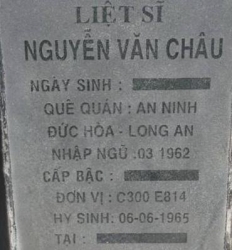 LIỆT SĨ
NGUYỄN VĂN CHÂU
NGÀY SINH :
QUÊ QUÁN : AN NINH
ĐỨC HÒA - LONG AN
NHẬP NGŨ :03 1962
CẤP BẬC :
ĐƠN VỊ : C300 E814
HY SINH: 06-06-1965
TẠI :